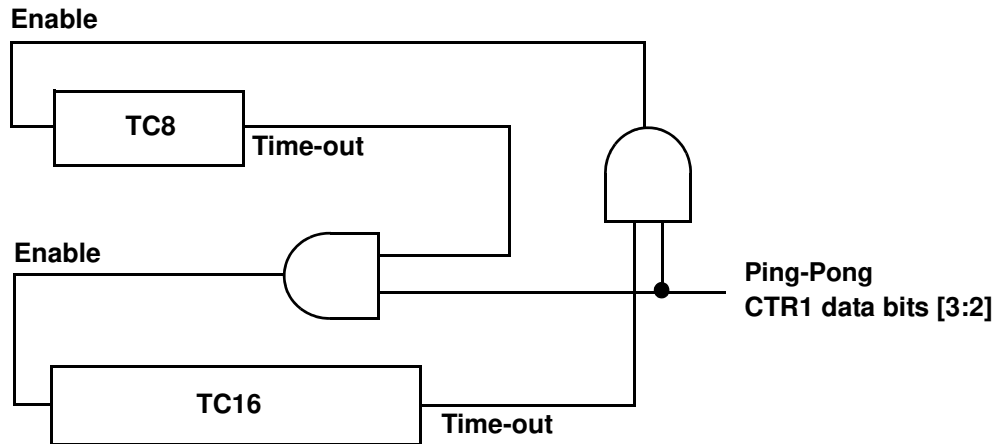 Enable
TC8
Time-out
Enable
Ping-Pong
CTR1 data bits [3:2]
TC16
Time-out